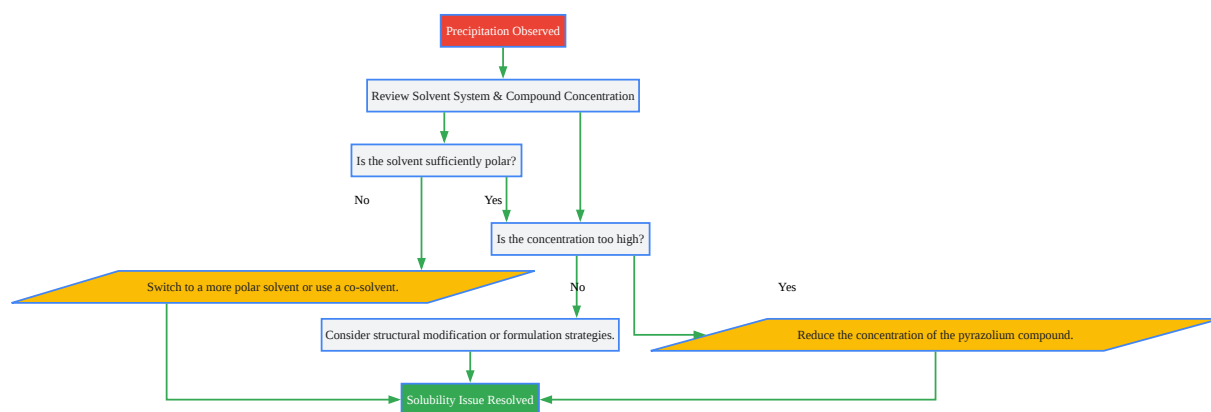 Precipitation Observed
Review Solvent System & Compound Concentration
Is the solvent sufficiently polar?
No
Yes
Is the concentration too high?
Switch to a more polar solvent or use a co-solvent.
No
Yes
Consider structural modification or formulation strategies.
Reduce the concentration of the pyrazolium compound.
Solubility Issue Resolved